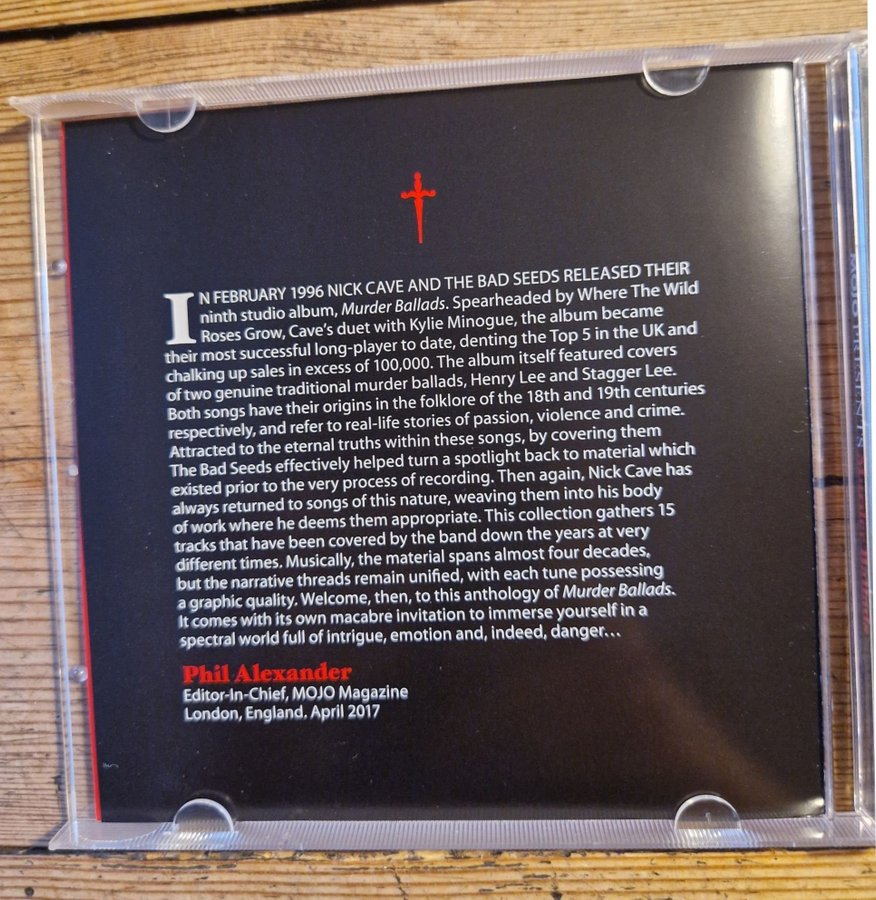 IN FEBRUARY 1996 NICK CAVE AND THE BAD SEEDS RELEASED THEIR
ninth studio album, Murder Ballads. Spearheaded by Where The Wild
Roses Grow, Cave's duet with Kylie Minogue, the album became
their most successful long-player to date, denting the Top 5 in the UK and
chalking up sales in excess of 100,000. The album itself featured covers
of two genuine traditional murder ballads, Henry Lee and Stagger Lee.
Both songs have their origins in the folklore of the 18th and 19th centuries
respectively, and refer to real-life stories of passion, violence and crime.
Attracted to the eternal truths within these songs, by covering them
The Bad Seeds effectively helped turn a spotlight back to material which
existed prior to the very process of recording. Then again, Nick Cave has
always returned to songs of this nature, weaving them into his body
of work where he deems them appropriate. This collection gathers 15
tracks that have been covered by the band down the years at very
different times. Musically, the material spans almost four decades,
but the narrative threads remain unified, with each tune possessing
a graphic quality. Welcome, then, to this anthology of Murder Ballads.
It comes with its own macabre invitation to immerse yourself in a
spectral world full of intrigue, emotion and, indeed, danger...
Phil Alexander
Editor-In-Chief, MOJO Magazine
London, England. April 2017
MOJO PRESENTS